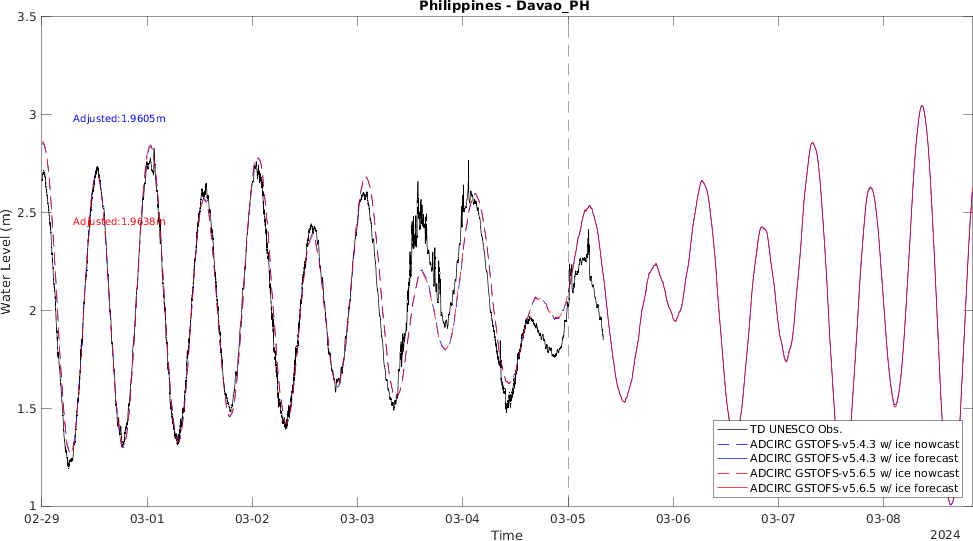 Philippines - Davao_PH
3.5
3
2.5
2
1.5
1
Water Level (m)
Adjusted:1.9605m
Adjusted:1.9638m
TD UNESCO Obs.
ADCIRC GSTOFS-v5.4.3 w/ ice nowcast
ADCIRC GSTOFS-v5.4.3 w/ ice forecast
ADCIRC GSTOFS-v5.6.5 w/ ice nowcast
ADCIRC GSTOFS-v5.6.5 w/ ice forecast
02-29 03-01 03-02 03-03 03-04 03-05 03-06 03-07 03-08
Time
2024